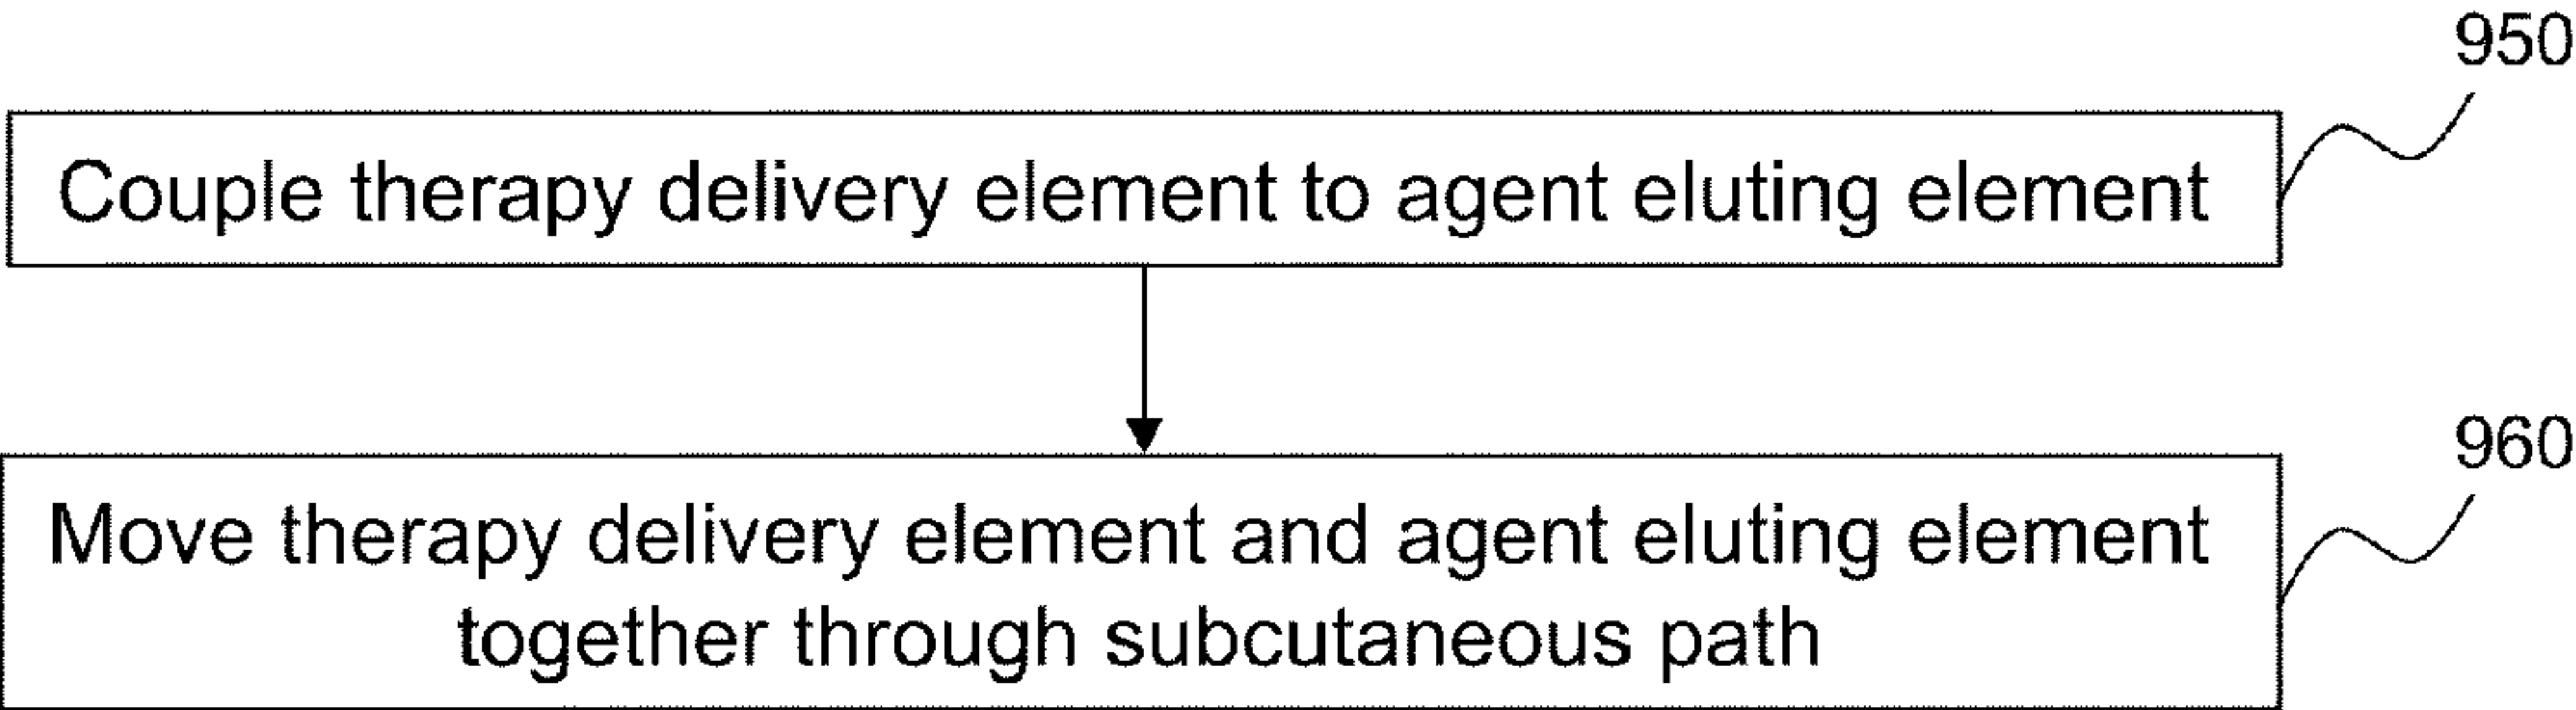 950
Couple therapy delivery element to agent eluting element
960
Move therapy delivery element and agent eluting element
together through subcutaneous path